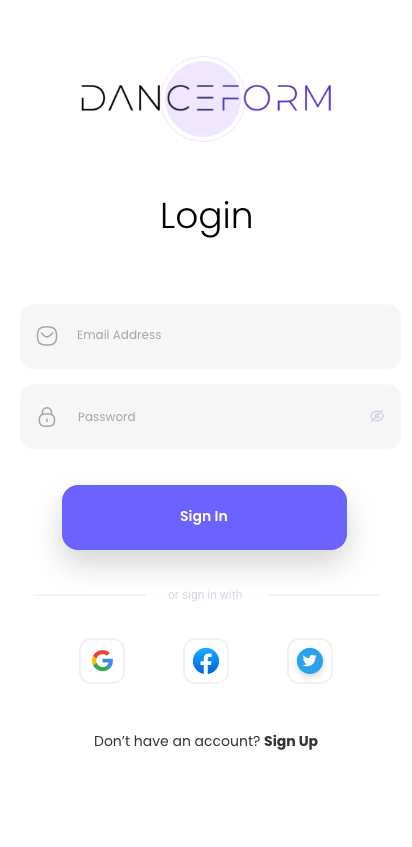 DANCEFORM
Login
Email Address
Password
Sign In
or sign in with
Don’t have an account? Sign Up